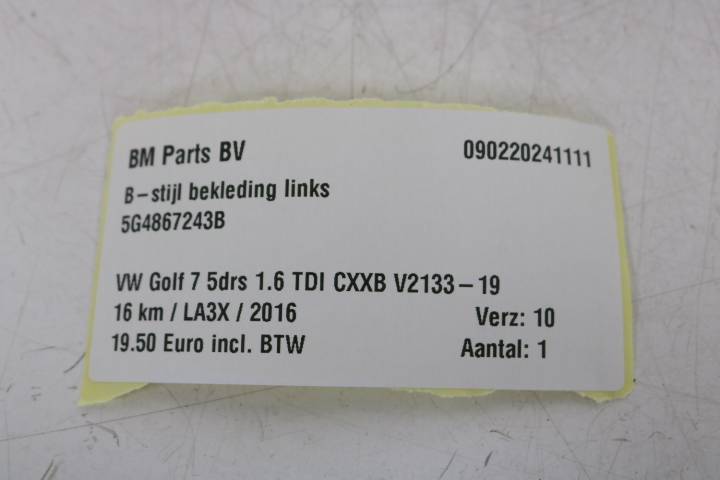 BM Parts BV 090220241111
B-stijl bekleding links
5G4867243B
VW Golf 7 5drs 1.6 TDI CXXB V2133-19
16 km / LA3X / 2016 Verz: 10
19.50 Euro incl. BTW Aantal: 1